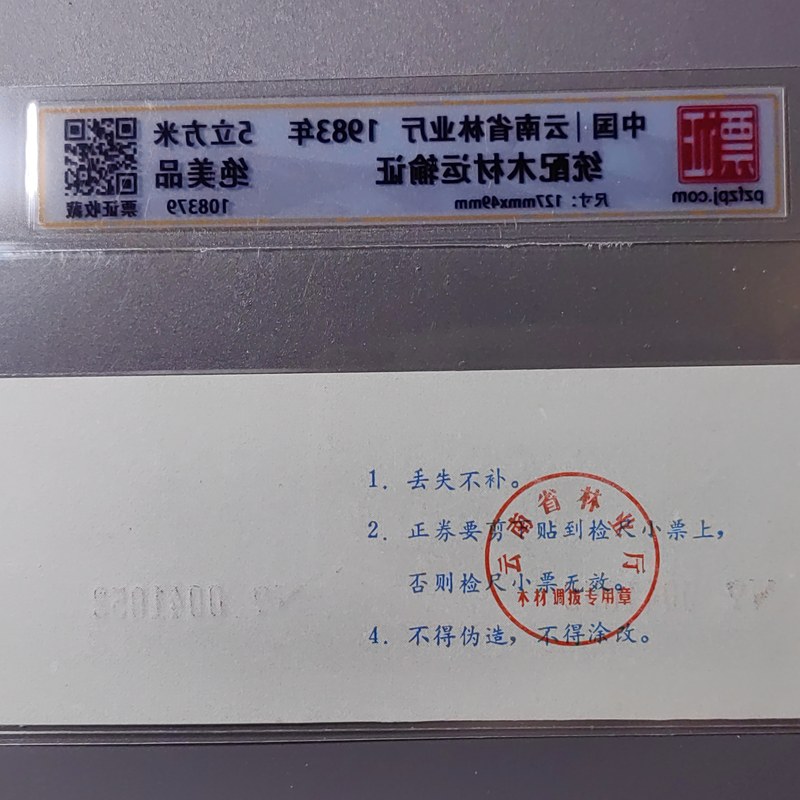 中国|云南省林业厅 1983年 5立方米
统配木材运输证 绝美品
pzfzpj.com 尺寸：127mmx49mm 108379 票证收藏
1. 丢失不补。
2. 正券要剪 贴到检尺小票上，
否则检尺小票无效。
4. 不得伪造，不得涂改。
云南省林业厅
木材调拨专用章
№ 0041052